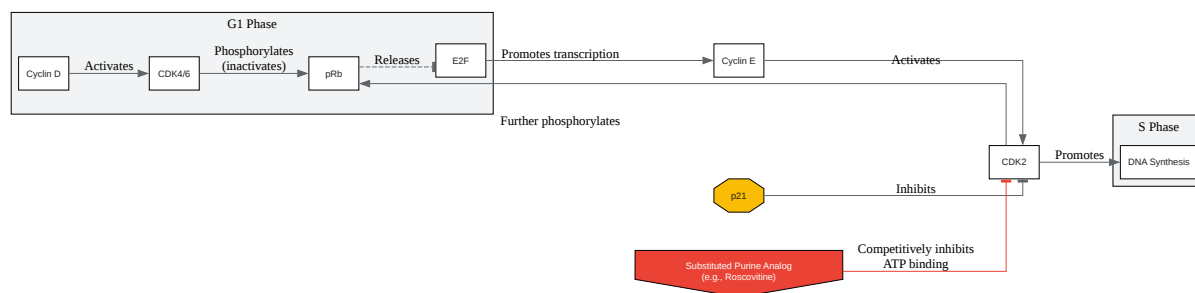 G1 Phase
Cyclin D
Activates
CDK4/6
Phosphorylates
(inactivates)
pRb
Releases
E2F
Promotes transcription
Cyclin E
Activates
Further phosphorylates
CDK2
Promotes
S Phase
DNA Synthesis
p21
Inhibits
Substituted Purine Analog
(e.g., Roscovitine)
Competitively inhibits
ATP binding